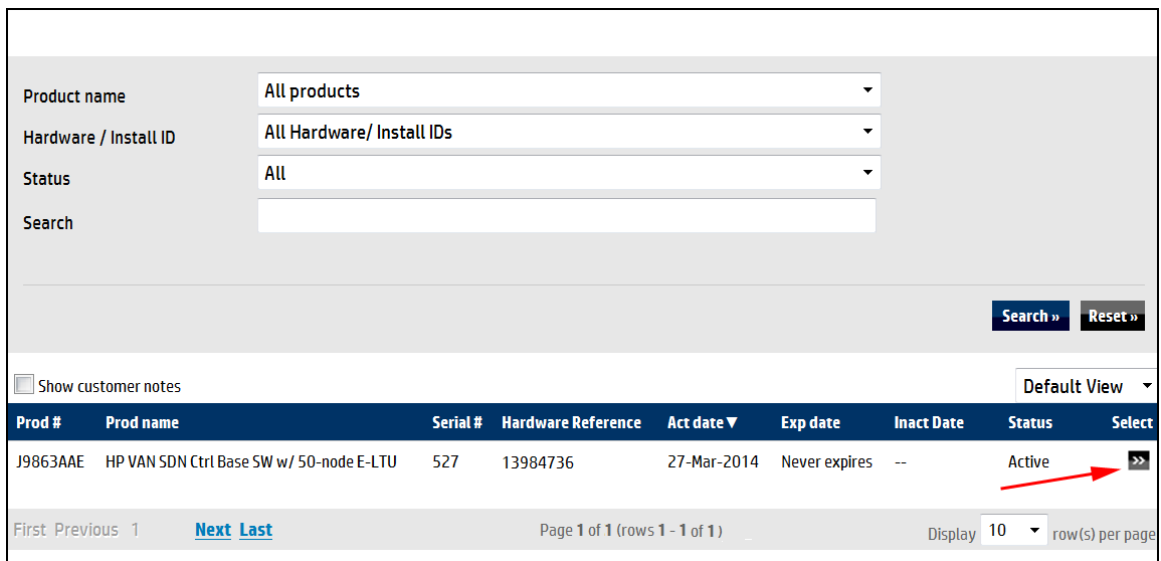 Product name All products
Hardware / Install ID All Hardware/ Install IDs
Status All
Search
Search » Reset »
Show customer notes Default View
Prod # Prod name Serial # Hardware Reference Act date▼ Exp date Inact Date Status Select
J9863AAE HP VAN SDN Ctrl Base SW w/ 50-node E-LTU 527 13984736 27-Mar-2014 Never expires -- Active »
First Previous 1 Next Last Page 1 of 1 (rows 1 - 1 of 1) Display 10 row(s) per page